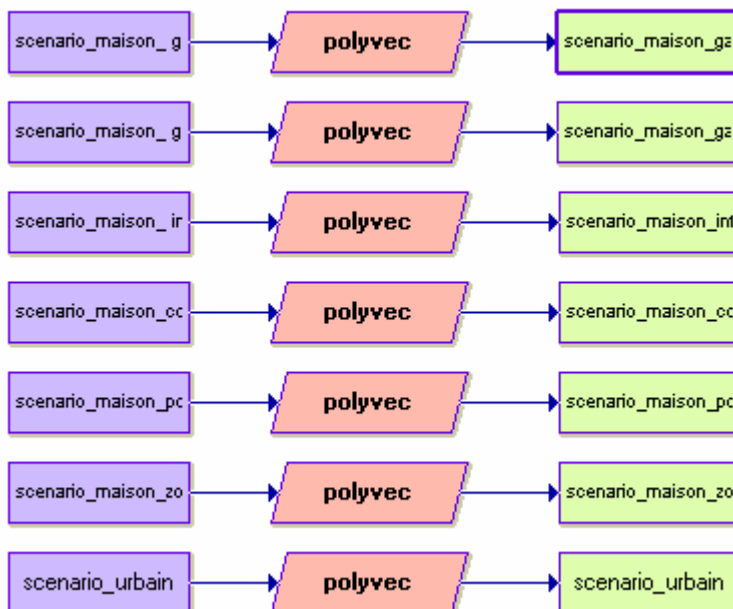 scenario_maison_ g polyvec scenario_maison_ga
scenario_maison_ g polyvec scenario_maison_ga
scenario_maison_ ir polyvec scenario_maison_int
scenario_maison_cc polyvec scenario_maison_cc
scenario_maison_pc polyvec scenario_maison_pc
scenario_maison_zo polyvec scenario_maison_zo
scenario_urbain polyvec scenario_urbain